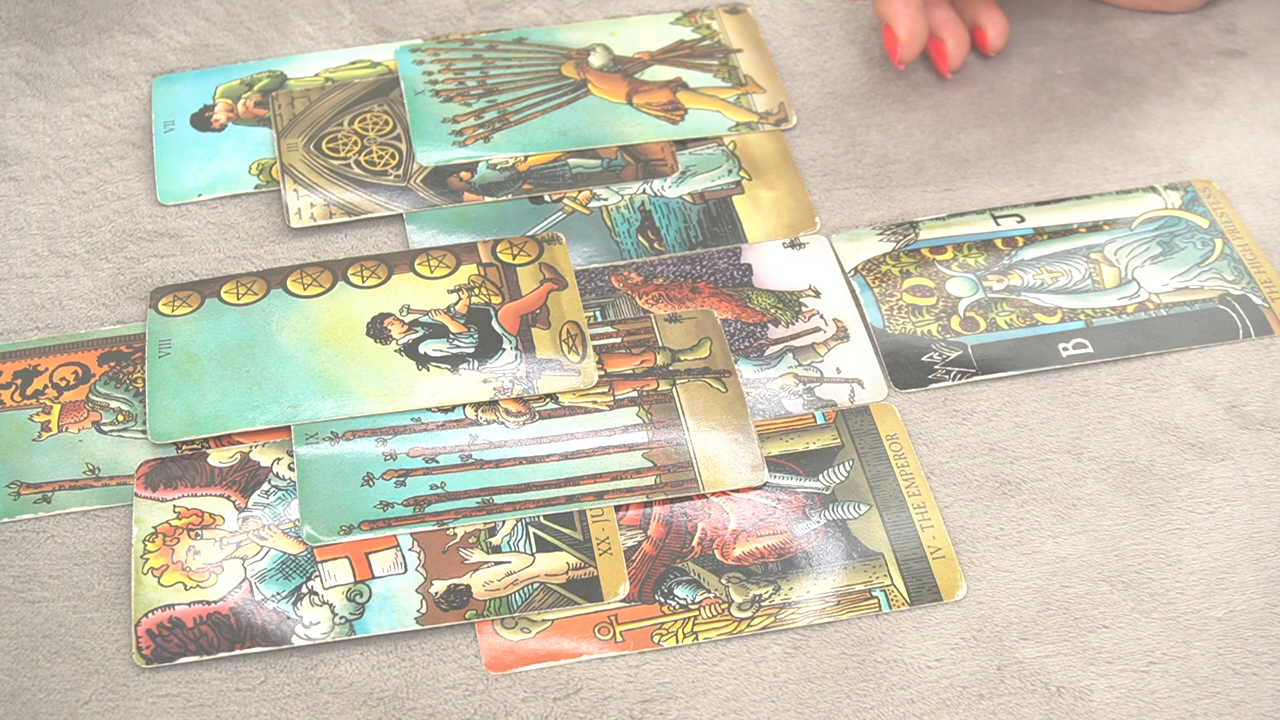 VII
III
X
J
THE HIGH PRIESTESS
B
VIII
IX
XX - JU
IV - THE EMPEROR